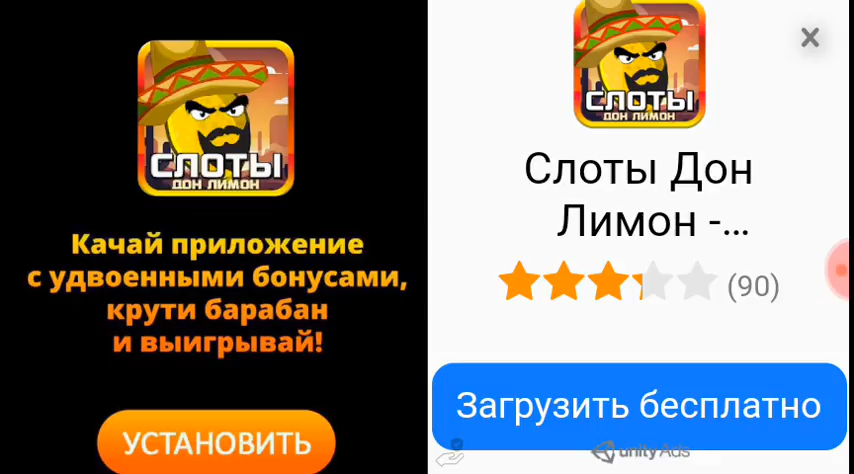 СЛОТЫ
ДОН ЛИМОН
Качай приложение
с удвоенными бонусами,
крути барабан
и выигрывай!
УСТАНОВИТЬ
СЛОТЫ
ДОН ЛИМОН
Слоты Дон
Лимон -...
(90)
Загрузить бесплатно
unity Ads